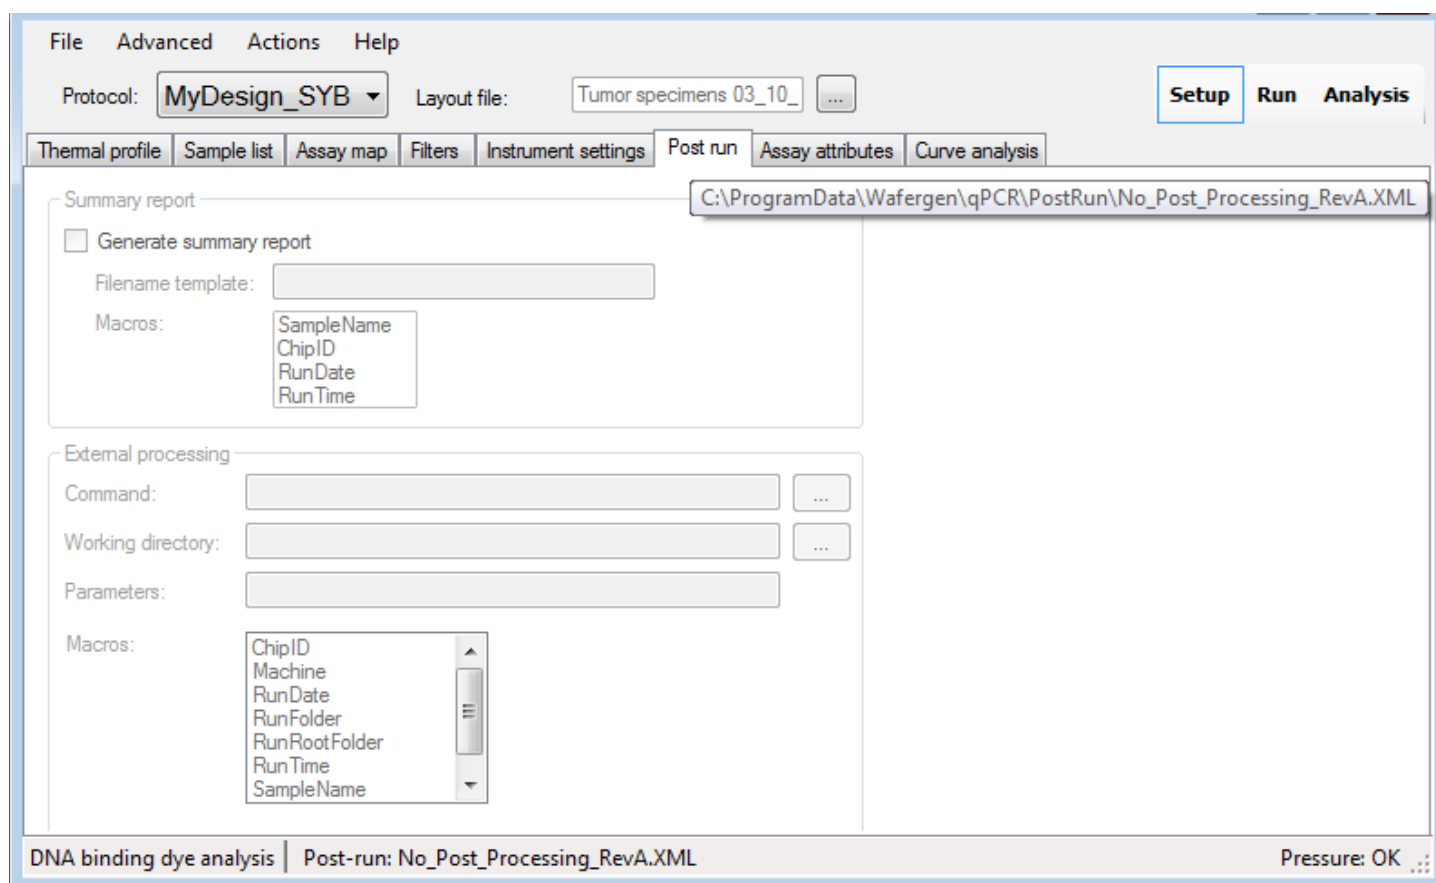 File Advanced Actions Help
Protocol: MyDesign_SYB Layout file: Tumor specimens 03_10_ ... Setup Run Analysis
Thermal profile Sample list Assay map Filters Instrument settings Post run Assay attributes Curve analysis
C:\ProgramData\Wafergen\qPCR\PostRun\No_Post_Processing_RevA.XML
Summary report
Generate summary report
Filename template:
Macros:
SampleName
ChipID
RunDate
RunTime
External processing
Command: ...
Working directory: ...
Parameters:
Macros:
ChipID
Machine
RunDate
RunFolder
RunRootFolder
RunTime
SampleName
DNA binding dye analysis Post-run: No_Post_Processing_RevA.XML Pressure: OK